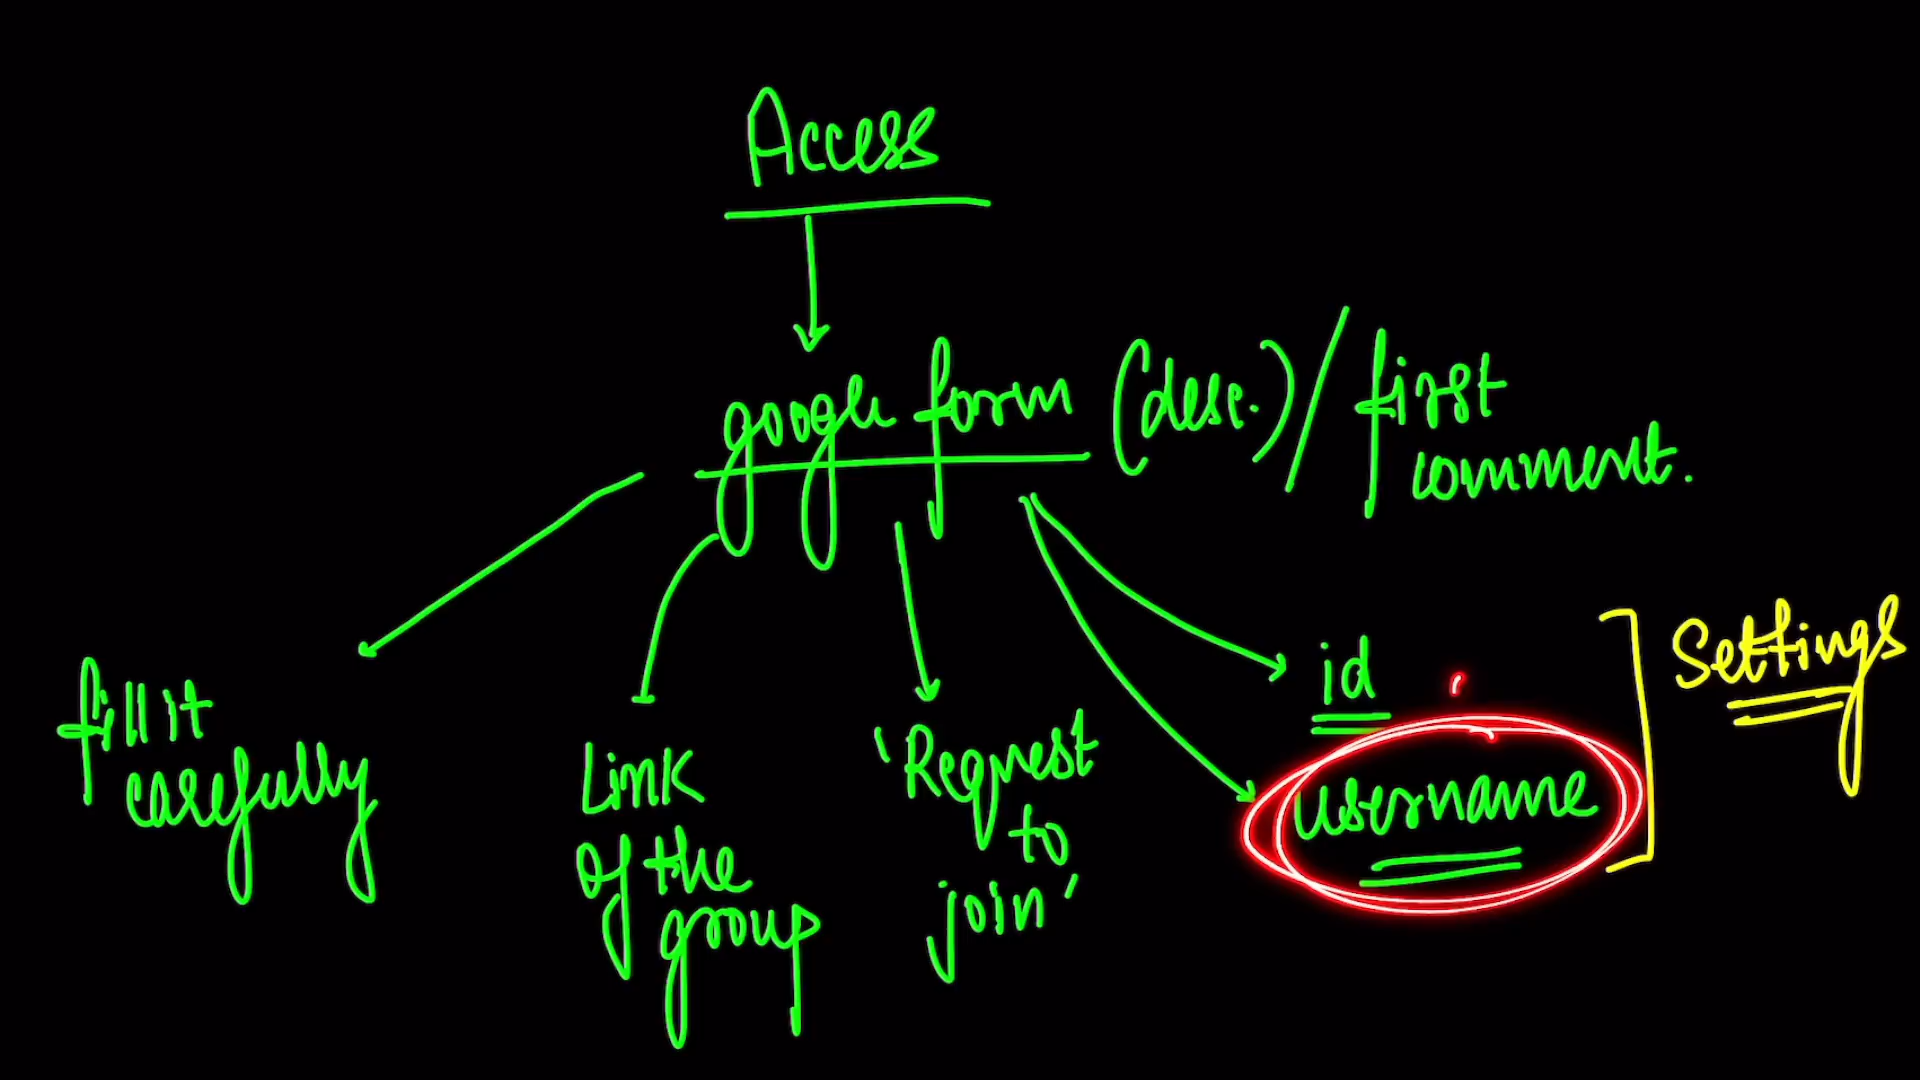 Access
google form (desc.) / first
comment.
fill it
carefully
Link
of the
group
'Request
to
join'
id
username
Settings